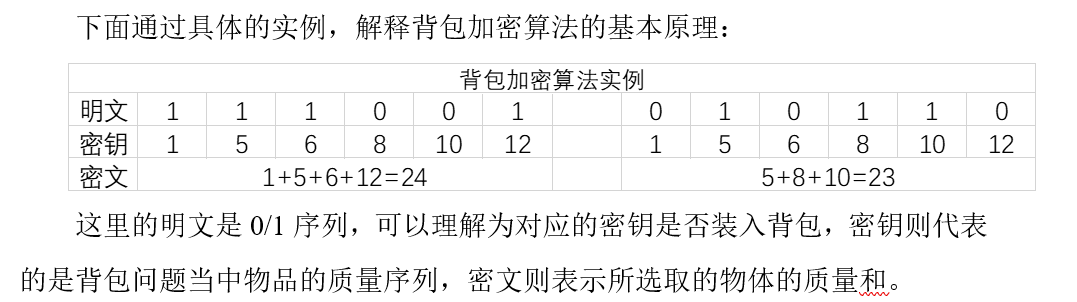 下面通过具体的实例，解释背包加密算法的基本原理：
背包加密算法实例
明文 1 1 1 0 0 1 0 1 0 1 1 0
密钥 1 5 6 8 10 12 1 5 6 8 10 12
密文 1+5+6+12=24 5+8+10=23
这里的明文是 0/1 序列，可以理解为对应的密钥是否装入背包，密钥则代表
的是背包问题当中物品的质量序列，密文则表示所选取的物体的质量和。